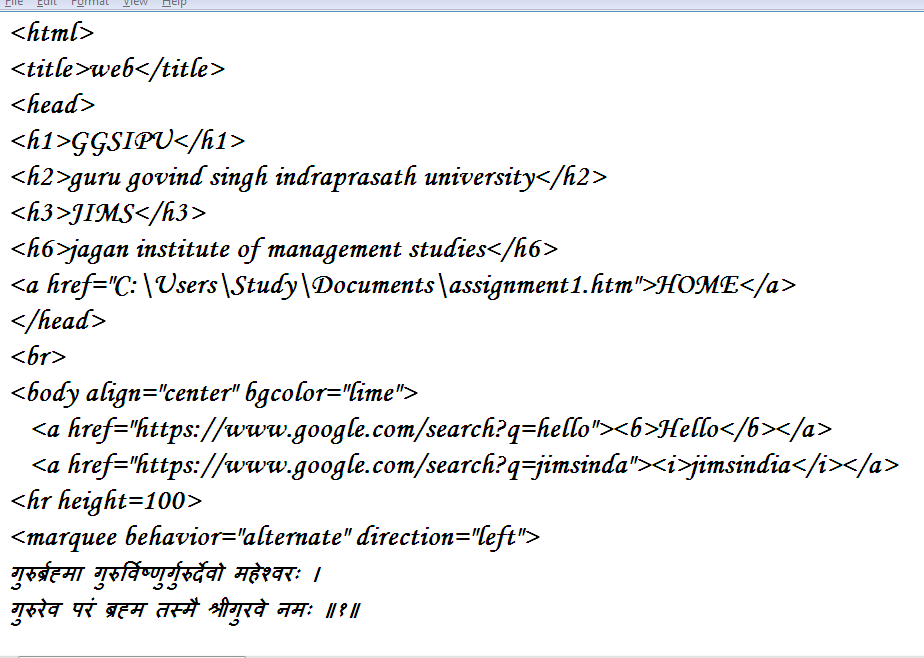 File Edit Format View Help
<html>
<title>web</title>
<head>
<h1>GGSIPU</h1>
<h2>guru govind singh indraprasath university</h2>
<h3>JIMS</h3>
<h6>jagan institute of management studies</h6>
<a href="C:\Users\Study\Documents\assignment1.htm">HOME</a>
</head>
<br>
<body align="center" bgcolor="lime">
<a href="https://www.google.com/search?q=hello"><b>Hello</b></a>
<a href="https://www.google.com/search?q=jimsinda"><i>jimsindia</i></a>
<hr height=100>
<marquee behavior="alternate" direction="left">
गुरुर्ब्रह्मा गुरुर्विष्णुर्गुरुर्देवो महेश्वरः ।
गुरुरेव परं ब्रह्म तस्मै श्रीगुरवे नमः ॥१॥